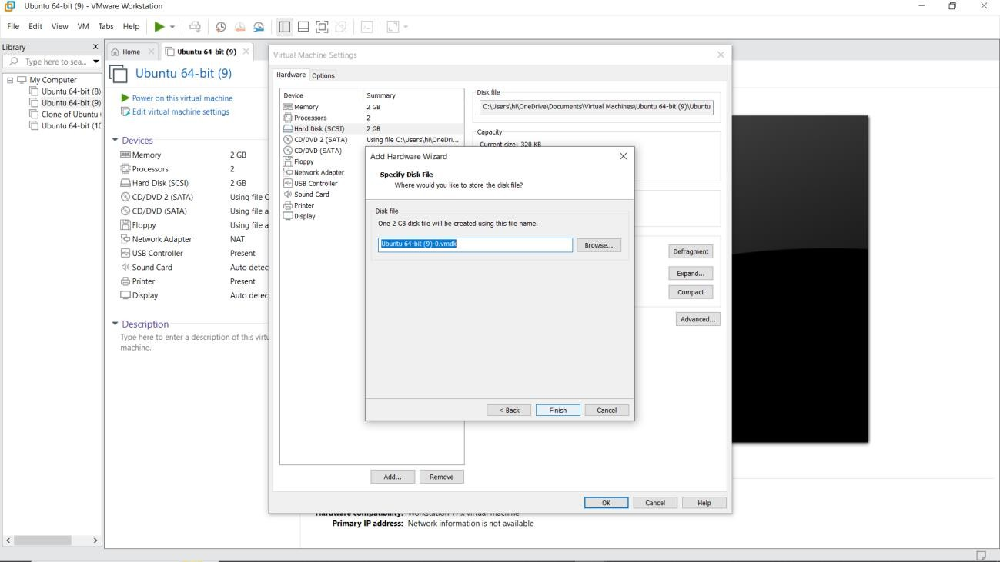 Ubuntu 64-bit (9) - VMware Workstation
File Edit View VM Tabs Help
Library
Type here to sea...
My Computer
Ubuntu 64-bit (8)
Ubuntu 64-bit (9)
Clone of Ubuntu
Ubuntu 64-bit (10
Home
Ubuntu 64-bit (9)
Ubuntu 64-bit (9)
Power on this virtual machine
Edit virtual machine settings
Devices
Memory 2 GB
Processors 2
Hard Disk (SCSI) 2 GB
CD/DVD 2 (SATA) Using file C
CD/DVD (SATA) Using file a
Floppy Using file a
Network Adapter NAT
USB Controller Present
Sound Card Auto detec
Printer Present
Display Auto detec
Description
Type here to enter a description of this virtu
machine.
Virtual Machine Settings
Hardware Options
Device Summary
Memory 2 GB
Processors 2
Hard Disk (SCSI) 2 GB
CD/DVD 2 (SATA) Using file C:\Users\hi\OneDri...
CD/DVD (SATA)
Floppy
Network Adapter
USB Controller
Sound Card
Printer
Display
Add... Remove
Disk file
C:\Users\hi\OneDrive\Documents\Virtual Machines\Ubuntu 64-bit (9)\Ubuntu
Capacity
Current size: 320 KB
Defragment
Expand...
Compact
Advanced...
Add Hardware Wizard
Specify Disk File
Where would you like to store the disk file?
Disk file
One 2 GB disk file will be created using this file name.
Ubuntu 64-bit (9)-0.vmdk
Browse...
< Back Finish Cancel
OK Cancel Help
Hardware compatibility: Workstation 17.x virtual machine
Primary IP address: Network information is not available